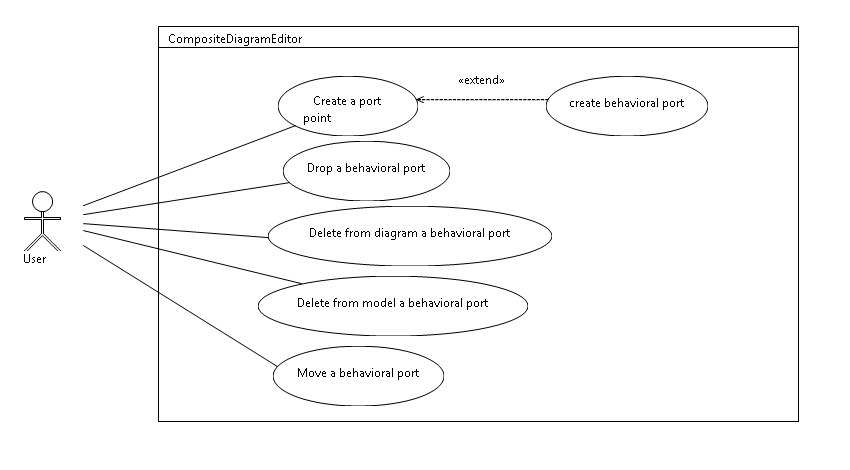 CompositeDiagramEditor
«extend»
Create a port
point
create behavioral port
Drop a behavioral port
Delete from diagram a behavioral port
User
Delete from model a behavioral port
Move a behavioral port